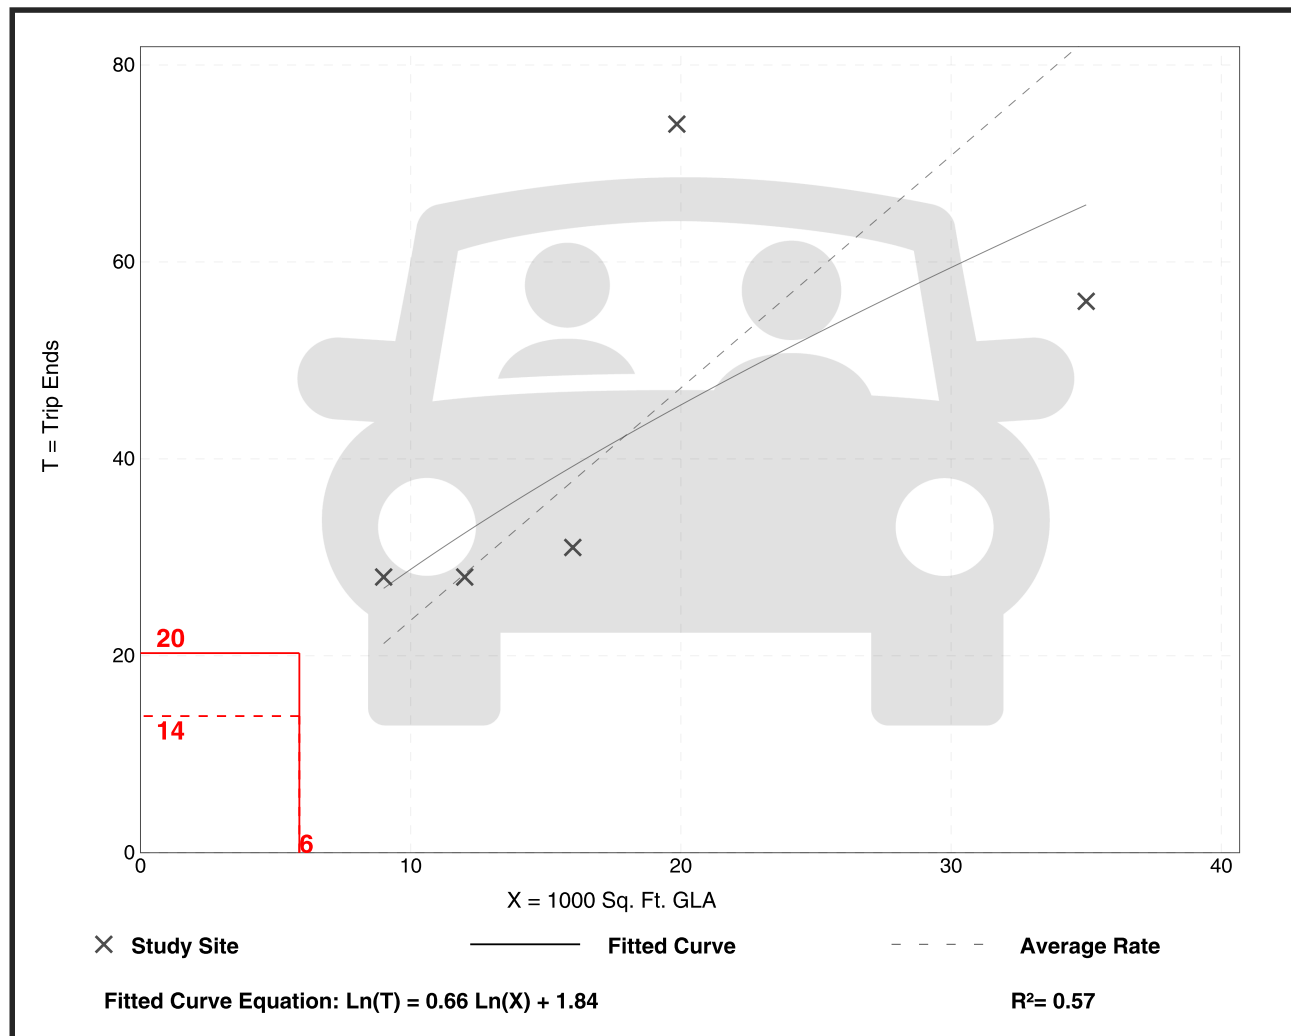 80
60
40
20
0
T = Trip Ends
20
14
6
0 10 20 30 40
X = 1000 Sq. Ft. GLA
Study Site Fitted Curve Average Rate
Fitted Curve Equation: Ln(T) = 0.66 Ln(X) + 1.84 R²= 0.57